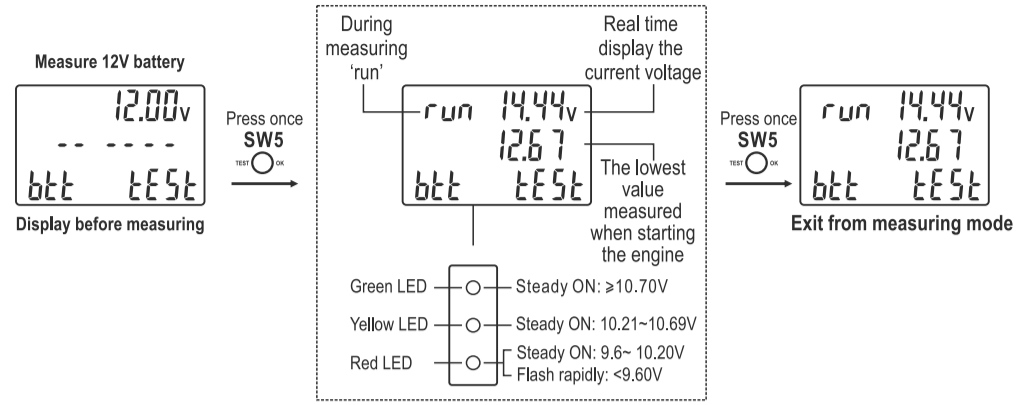 Measure 12V battery
12.00v
-- ----
btt tESt
Display before measuring
Press once
SW5
TEST OK
During
measuring
‘run’
Real time
display the
current voltage
run 14.44v
12.67
btt tESt
The lowest
value
measured
when starting
the engine
Green LED
Steady ON: ≥10.70V
Yellow LED
Steady ON: 10.21~10.69V
Red LED
Steady ON: 9.6~ 10.20V
Flash rapidly: <9.60V
Press once
SW5
TEST OK
run 14.44v
12.67
btt tESt
Exit from measuring mode